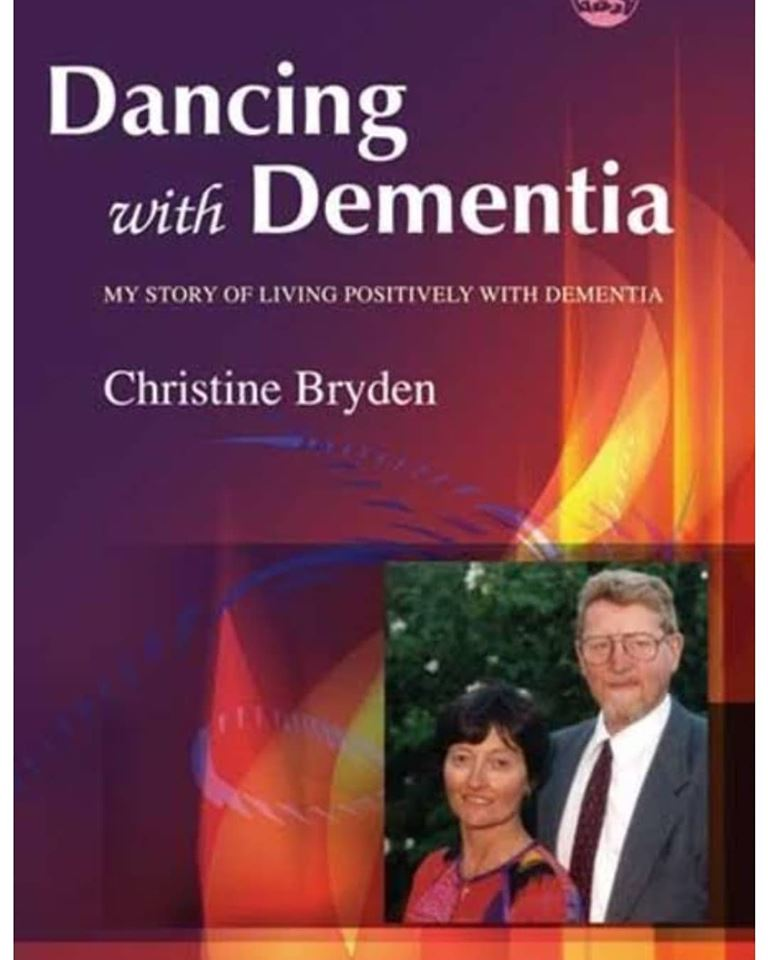 Dancing
with Dementia
MY STORY OF LIVING POSITIVELY WITH DEMENTIA
Christine Bryden